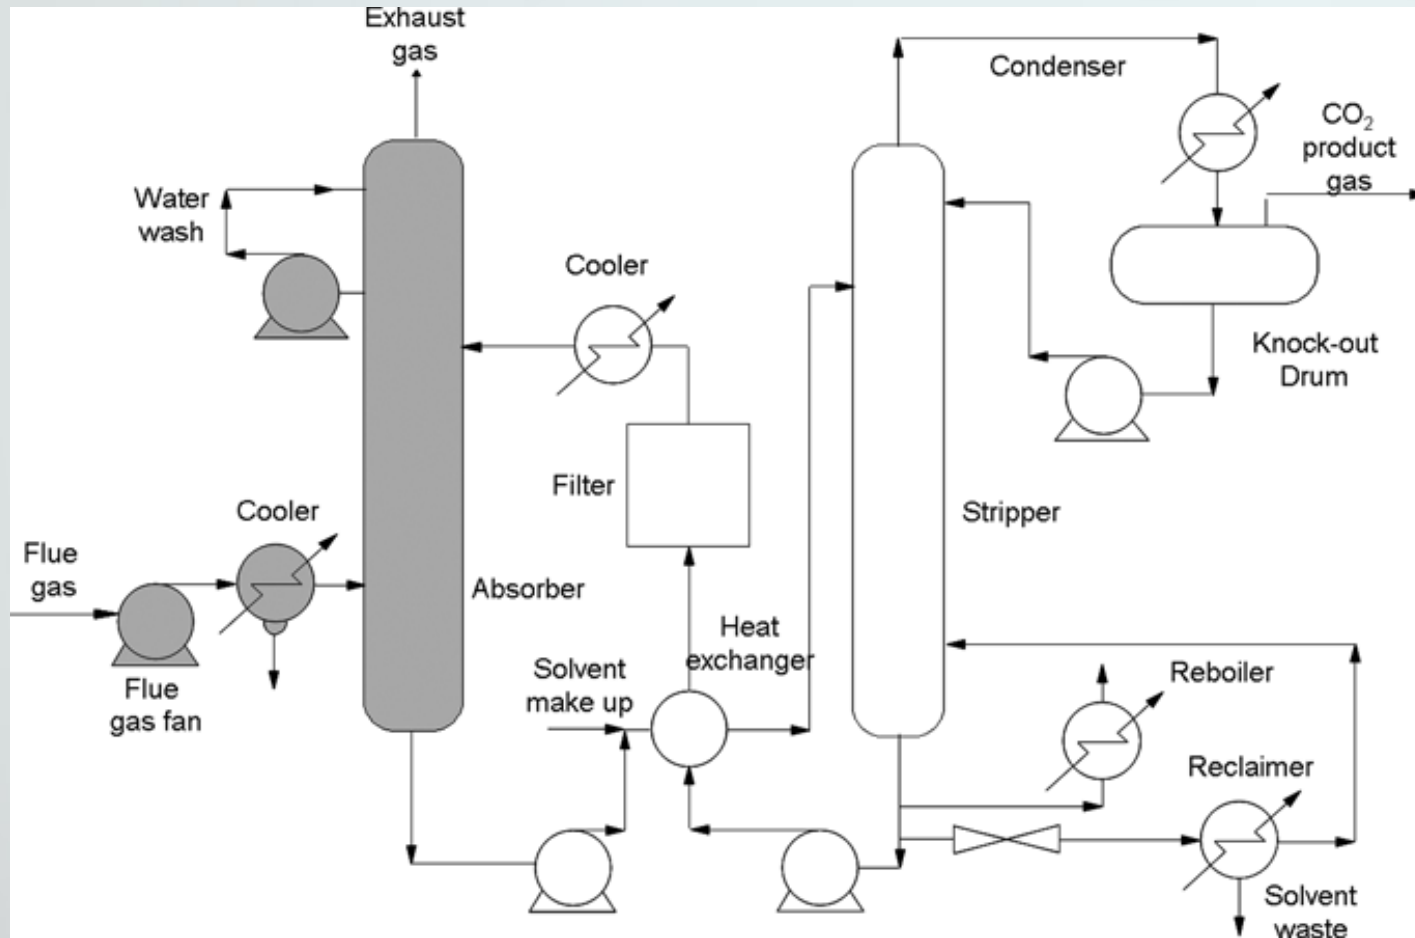 Exhaust
gas
Condenser
CO₂
product
gas
Water
wash
Cooler
Knock-out
Drum
Filter
Stripper
Cooler
Flue
gas
Absorber
Heat
exchanger
Solvent
make up
Reboiler
Flue
gas fan
Reclaimer
Solvent
waste